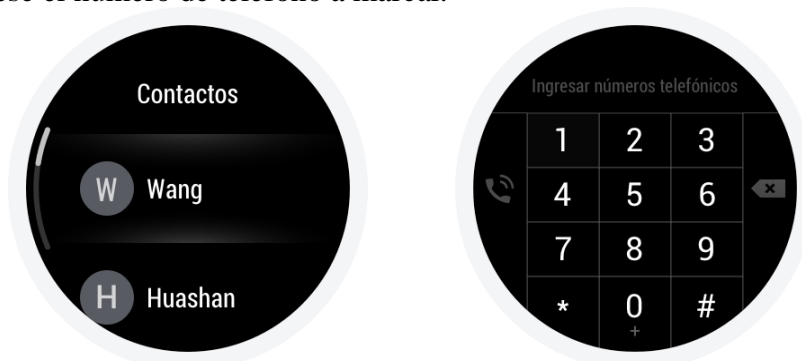 Contactos
W Wang
H Huashan
Ingresar números telefónicos
1 2 3
4 5 6
7 8 9
* 0 #
+